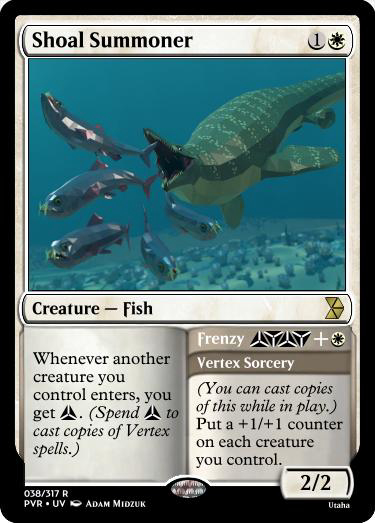 Shoal Summoner 1
Creature — Fish
Whenever another
creature you
control enters, you
get . (Spend to
cast copies of Vertex
spells.)
Frenzy +
Vertex Sorcery
(You can cast copies
of this while in play.)
Put a +1/+1 counter
on each creature
you control.
2/2
038/317 R
PVR • UV Adam Midzuk
Utaha